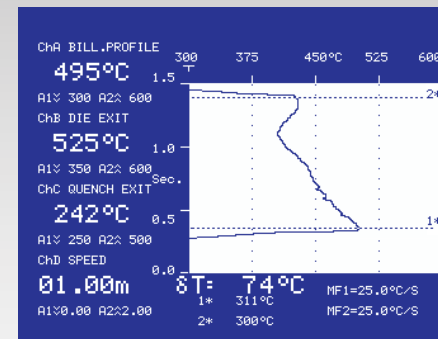 ChA BILL.PROFILE
300 375 450°C 525 600
495°C
1.5
A1% 300 A2% 600
2*
ChB DIE EXIT
525°C
1.0
A1% 350 A2% 600
Sec.
ChC QUENCH EXIT
242°C
0.5
1*
A1% 250 A2% 500
ChD SPEED
0.0
01.00m
δT: 74°C
MF1=25.0°C/S
1* 311°C
A1%0.00 A2%2.00
MF2=25.0°C/S
2* 300°C